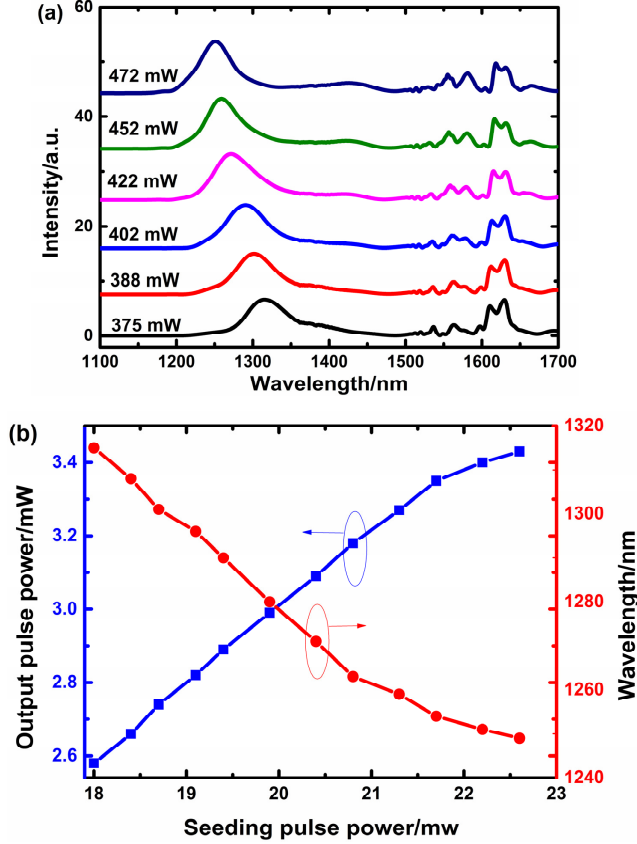 (a)
60
40
20
0
Intensity/a.u.
472 mW
452 mW
422 mW
402 mW
388 mW
375 mW
1100 1200 1300 1400 1500 1600 1700
Wavelength/nm
(b)
3.4
3.2
3.0
2.8
2.6
Output pulse power/mW
1320
1300
1280
1260
1240
Wavelength/nm
18 19 20 21 22 23
Seeding pulse power/mw